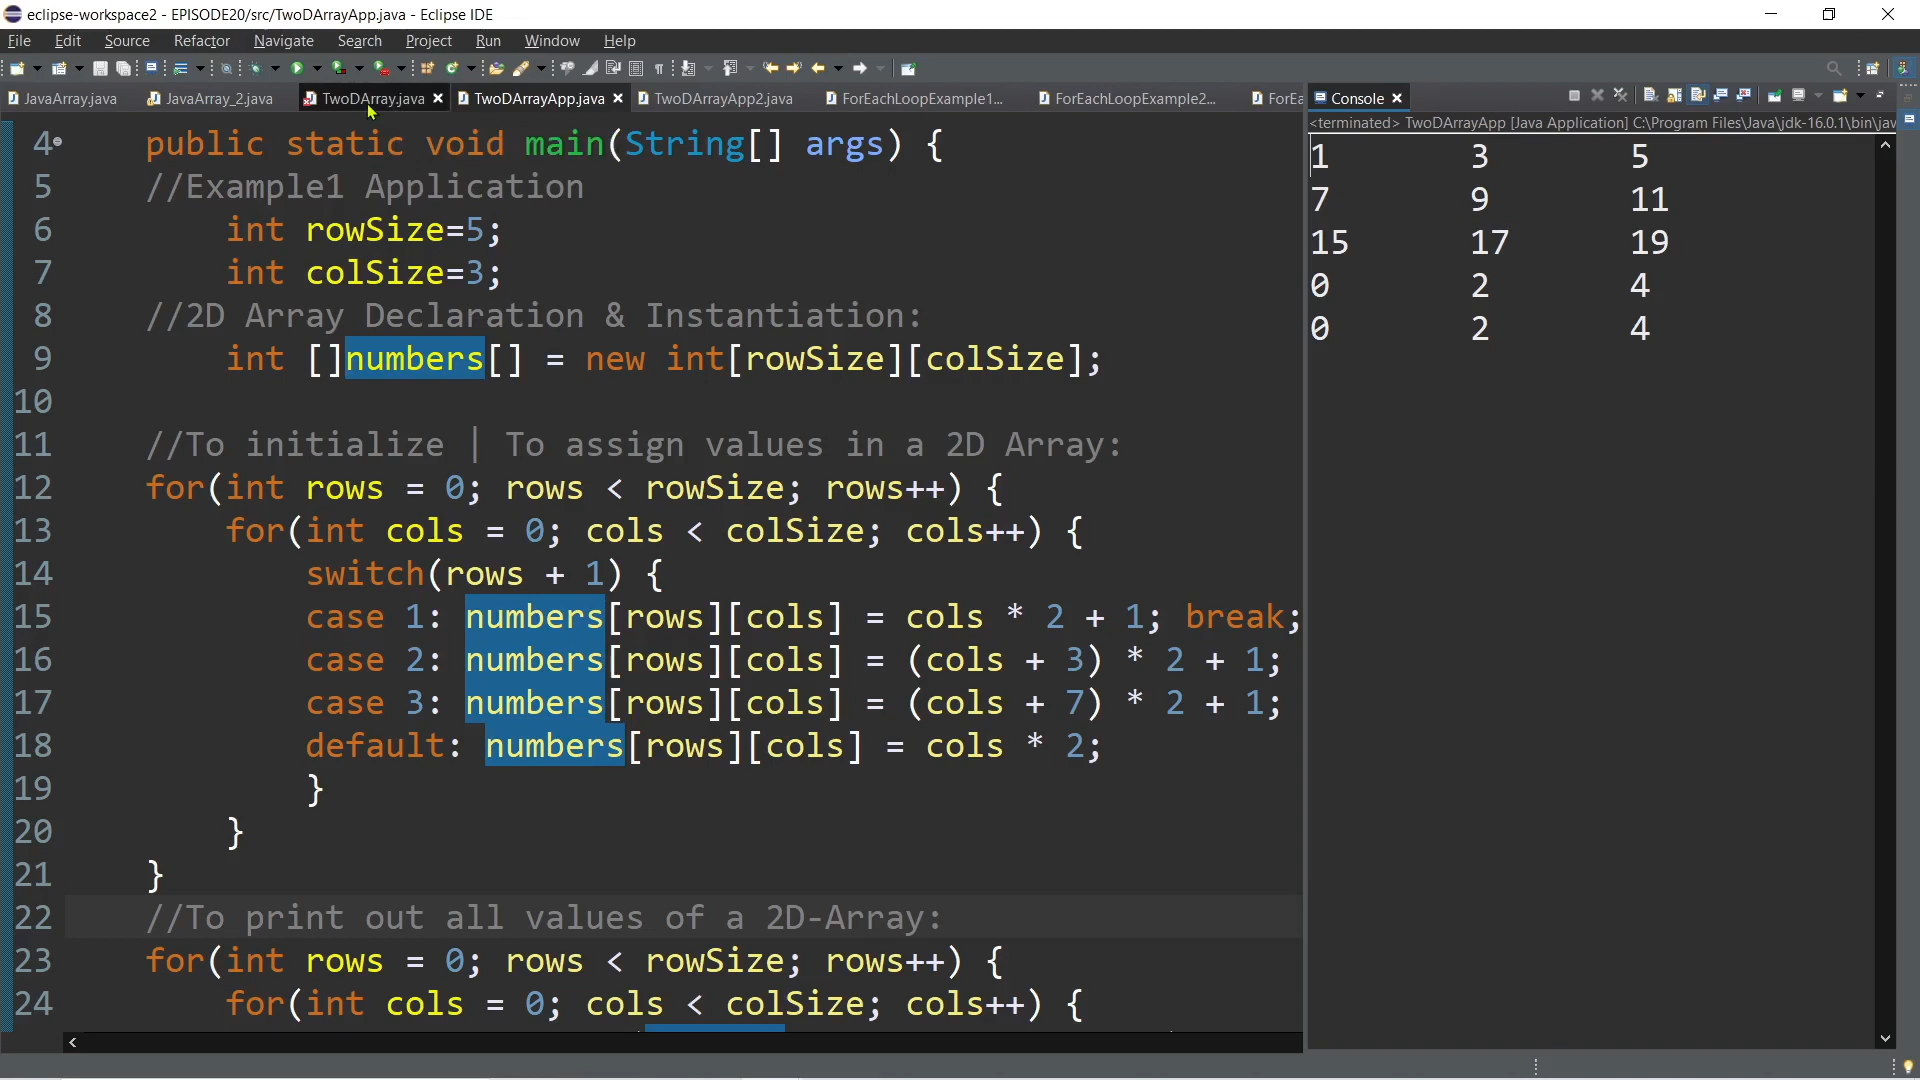 eclipse-workspace2 - EPISODE20/src/TwoDArrayApp.java - Eclipse IDE
File Edit Source Refactor Navigate Search Project Run Window Help
JavaArray.java JavaArray_2.java TwoDArray.java TwoDArrayApp.java TwoDArrayApp2.java ForEachLoopExample1... ForEachLoopExample2... ForEa Console
<terminated> TwoDArrayApp [Java Application] C:\Program Files\Java\jdk-16.0.1\bin\jav
4 public static void main(String[] args) {
5 //Example1 Application
6 int rowSize=5;
7 int colSize=3;
8 //2D Array Declaration & Instantiation:
9 int []numbers[] = new int[rowSize][colSize];
10
11 //To initialize | To assign values in a 2D Array:
12 for(int rows = 0; rows < rowSize; rows++) {
13 for(int cols = 0; cols < colSize; cols++) {
14 switch(rows + 1) {
15 case 1: numbers[rows][cols] = cols * 2 + 1; break;
16 case 2: numbers[rows][cols] = (cols + 3) * 2 + 1;
17 case 3: numbers[rows][cols] = (cols + 7) * 2 + 1;
18 default: numbers[rows][cols] = cols * 2;
19 }
20 }
21 }
22 //To print out all values of a 2D-Array:
23 for(int rows = 0; rows < rowSize; rows++) {
24 for(int cols = 0; cols < colSize; cols++) {
1 3 5
7 9 11
15 17 19
0 2 4
0 2 4